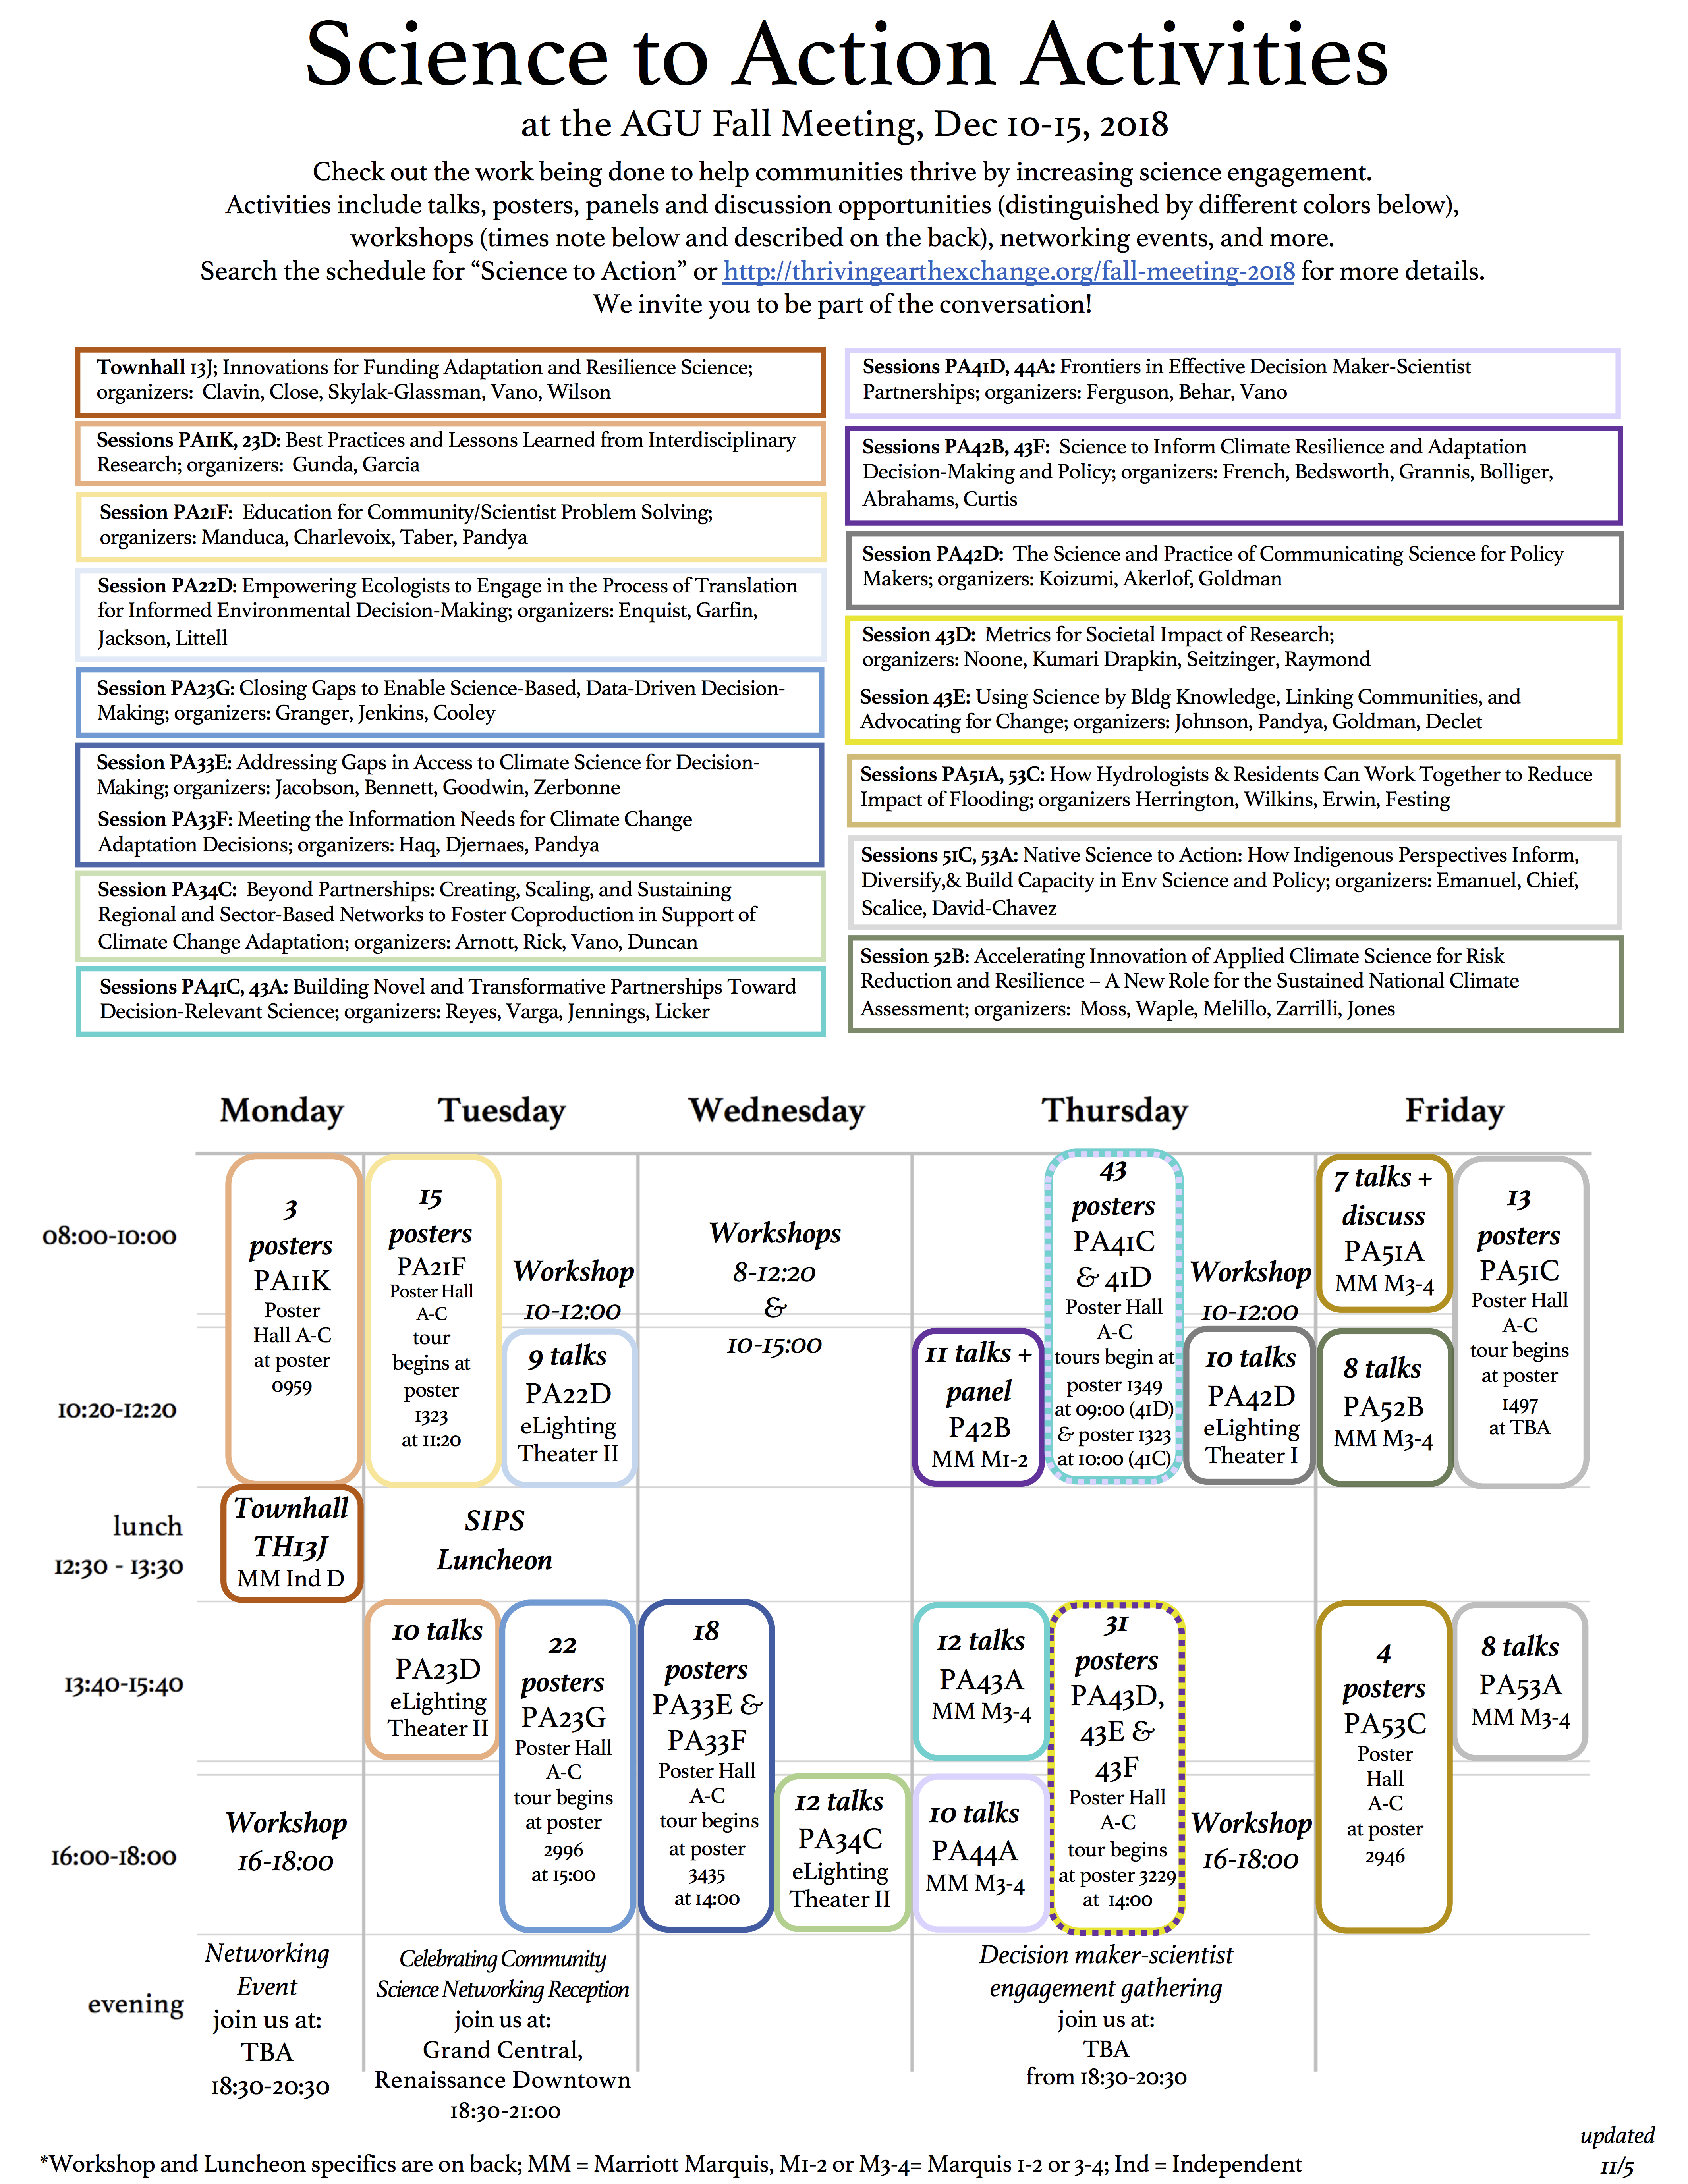 Science to Action Activities
at the AGU Fall Meeting, Dec 10-15, 2018
Check out the work being done to help communities thrive by increasing science engagement.
Activities include talks, posters, panels and discussion opportunities (distinguished by different colors below),
workshops (times note below and described on the back), networking events, and more.
Search the schedule for “Science to Action” or http://thrivingearthexchange.org/fall-meeting-2018 for more details.
We invite you to be part of the conversation!
Townhall 13J; Innovations for Funding Adaptation and Resilience Science;
organizers: Clavin, Close, Skylak-Glassman, Vano, Wilson
Sessions PA11K, 23D: Best Practices and Lessons Learned from Interdisciplinary
Research; organizers: Gunda, Garcia
Session PA21F: Education for Community/Scientist Problem Solving;
organizers: Manduca, Charlevoix, Taber, Pandya
Session PA22D: Empowering Ecologists to Engage in the Process of Translation
for Informed Environmental Decision-Making; organizers: Enquist, Garfin,
Jackson, Littell
Session PA23G: Closing Gaps to Enable Science-Based, Data-Driven Decision-
Making; organizers: Granger, Jenkins, Cooley
Session PA33E: Addressing Gaps in Access to Climate Science for Decision-
Making; organizers: Jacobson, Bennett, Goodwin, Zerbonne
Session PA33F: Meeting the Information Needs for Climate Change
Adaptation Decisions; organizers: Haq, Djernaes, Pandya
Session PA34C: Beyond Partnerships: Creating, Scaling, and Sustaining
Regional and Sector-Based Networks to Foster Coproduction in Support of
Climate Change Adaptation; organizers: Arnott, Rick, Vano, Duncan
Sessions PA41C, 43A: Building Novel and Transformative Partnerships Toward
Decision-Relevant Science; organizers: Reyes, Varga, Jennings, Licker
Sessions PA41D, 44A: Frontiers in Effective Decision Maker-Scientist
Partnerships; organizers: Ferguson, Behar, Vano
Sessions PA42B, 43F: Science to Inform Climate Resilience and Adaptation
Decision-Making and Policy; organizers: French, Bedsworth, Grannis, Bolliger,
Abrahams, Curtis
Session PA42D: The Science and Practice of Communicating Science for Policy
Makers; organizers: Koizumi, Akerlof, Goldman
Session 43D: Metrics for Societal Impact of Research;
organizers: Noone, Kumari Drapkin, Seitzinger, Raymond
Session 43E: Using Science by Bldg Knowledge, Linking Communities, and
Advocating for Change; organizers: Johnson, Pandya, Goldman, Declet
Sessions PA51A, 53C: How Hydrologists & Residents Can Work Together to Reduce
Impact of Flooding; organizers Herrington, Wilkins, Erwin, Festing
Sessions 51C, 53A: Native Science to Action: How Indigenous Perspectives Inform,
Diversify,& Build Capacity in Env Science and Policy; organizers: Emanuel, Chief,
Scalice, David-Chavez
Session 52B: Accelerating Innovation of Applied Climate Science for Risk
Reduction and Resilience – A New Role for the Sustained National Climate
Assessment; organizers: Moss, Waple, Melillo, Zarrilli, Jones
Monday Tuesday Wednesday Thursday Friday
08:00-10:00
3
posters
PA11K
Poster
Hall A-C
at poster
0959
15
posters
PA21F
Poster Hall
A-C
tour
begins at
poster
1323
at 11:20
Workshop
10-12:00
Workshops
8-12:20
&
10-15:00
43
posters
PA41C
& 41D
Poster Hall
A-C
tours begin at
poster 1349
at 09:00 (41D)
& poster 1323
at 10:00 (41C)
Workshop
10-12:00
7 talks +
discuss
PA51A
MM M3-4
13
posters
PA51C
Poster Hall
A-C
tour begins
at poster
1497
at TBA
10:20-12:20
9 talks
PA22D
eLighting
Theater II
11 talks +
panel
P42B
MM M1-2
10 talks
PA42D
eLighting
Theater I
8 talks
PA52B
MM M3-4
lunch
12:30 - 13:30
Townhall
TH13J
MM Ind D
SIPS
Luncheon
13:40-15:40
10 talks
PA23D
eLighting
Theater II
22
posters
PA23G
Poster Hall
A-C
tour begins
at poster
2996
at 15:00
18
posters
PA33E &
PA33F
Poster Hall
A-C
tour begins
at poster
3435
at 14:00
12 talks
PA43A
MM M3-4
31
posters
PA43D,
43E &
43F
Poster Hall
A-C
tour begins
at poster 3229
at 14:00
4
posters
PA53C
Poster
Hall
A-C
at poster
2946
8 talks
PA53A
MM M3-4
16:00-18:00
Workshop
16-18:00
12 talks
PA34C
eLighting
Theater II
10 talks
PA44A
MM M3-4
Workshop
16-18:00
evening
Networking
Event
join us at:
TBA
18:30-20:30
Celebrating Community
Science Networking Reception
join us at:
Grand Central,
Renaissance Downtown
18:30-21:00
Decision maker-scientist
engagement gathering
join us at:
TBA
from 18:30-20:30
updated
11/5
*Workshop and Luncheon specifics are on back; MM = Marriott Marquis, M1-2 or M3-4= Marquis 1-2 or 3-4; Ind = Independent